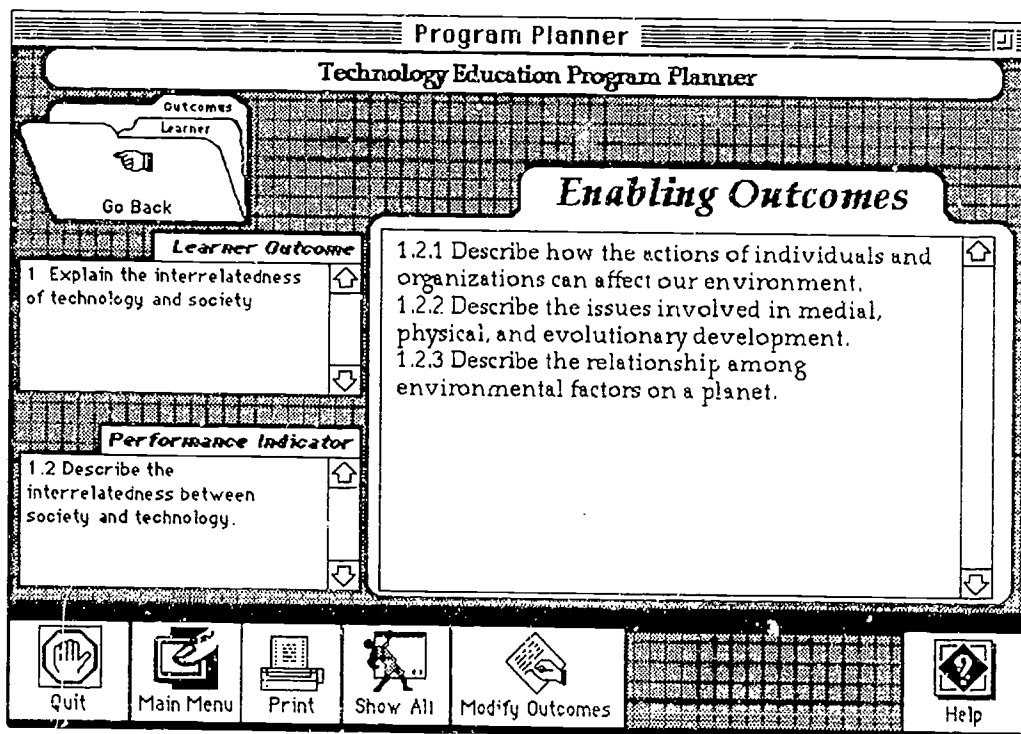 Program Planner
Technology Education Program Planner
Outcomes
Learner
Go Back
Learner Outcome
1 Explain the interrelatedness
of technology and society
Performance Indicator
1.2 Describe the
interrelatedness between
society and technology.
Enabling Outcomes
1.2.1 Describe how the actions of individuals and
organizations can affect our environment.
1.2.2 Describe the issues involved in medial,
physical, and evolutionary development.
1.2.3 Describe the relationship among
environmental factors on a planet.
Quit
Main Menu
Print
Show All
Modify Outcomes
?
Help